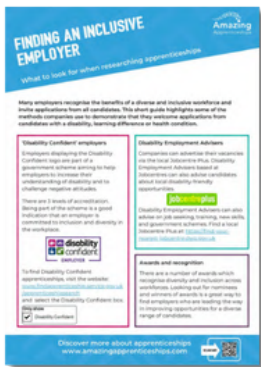 Amazing
Apprenticeships
FINDING AN INCLUSIVE
EMPLOYER
What to look for when researching apprenticeships
Many employers recognise the benefits of a diverse and inclusive workforce and
invite applications from all candidates. This short guide highlights some of the
methods companies use to demonstrate that they welcome applications from
candidates with a disability, learning difference or health condition.
'Disability Confident' employers
Employers displaying the Disability
Confident logo are part of a
government scheme aiming to help
employers to increase their
understanding of disability and to
challenge negative attitudes.
There are 3 levels of accreditation.
Being part of the scheme is a good
indication that an employer is
committed to inclusion and diversity in
the workplace.
disability
confident
EMPLOYER
To find Disability Confident
apprenticeships, visit the website:
and select the Disability Confident box.
Disability Confident
Disability Employment Advisers
Companies can advertise their vacancies
via the local Jobcentre Plus. Disability
Employment Advisers based at
Jobcentres can also advise candidates
about local disability-friendly
opportunities.
jobcentreplus
Disability Employment Advisers can also
advise on job seeking, training, new skills,
and government schemes. Find a local
Jobcentre Plus at:
Awards and recognition
There are a number of awards which
recognise diversity and inclusion across
workforces. Looking out for nominees
and winners of awards is a great way to
find employers who are leading the way
in improving opportunities for a diverse
range of candidates.
Discover more about apprenticeships
www.amazingapprenticeships.com